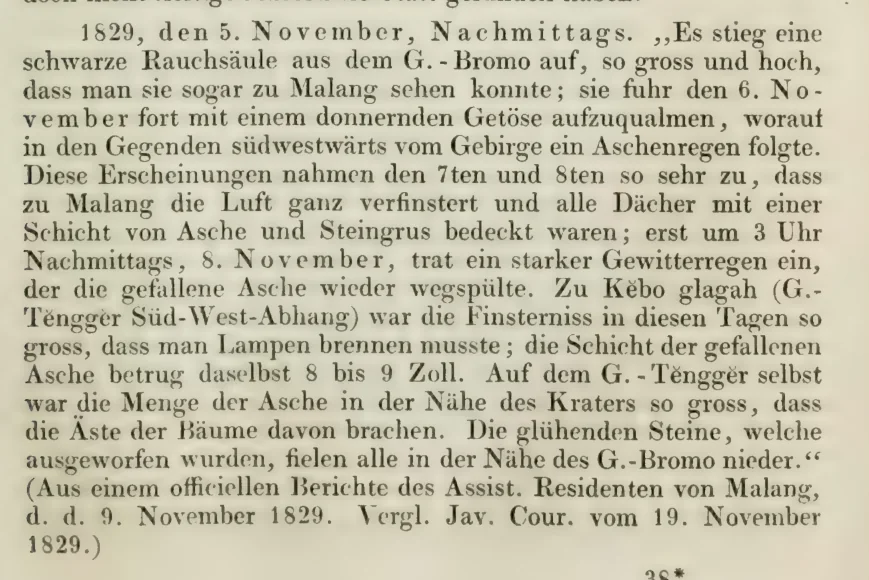 1829, den 5. November, Nachmittags. ,,Es stieg eine
schwarze Rauchsäule aus dem G.-Bromo auf, so gross und hoch,
dass man sie sogar zu Malang sehen konnte; sie fuhr den 6. No-
vember fort mit einem donnernden Getöse aufzuqualmen, worauf
in den Gegenden südwestwärts vom Gebirge ein Aschenregen folgte.
Diese Erscheinungen nahmen den 7ten und 8ten so sehr zu, dass
zu Malang die Luft ganz verfinstert und alle Dächer mit einer
Schicht von Asche und Steingrus bedeckt waren; erst um 3 Uhr
Nachmittags, 8. November, trat ein starker Gewitterregen ein,
der die gefallene Asche wieder wegspülte. Zu Kĕbo glagah (G.-
Tĕnggĕr Süd-West-Abhang) war die Finsterniss in diesen Tagen so
gross, dass man Lampen brennen musste; die Schicht der gefallenen
Asche betrug daselbst 8 bis 9 Zoll. Auf dem G.-Tĕnggĕr selbst
war die Menge der Asche in der Nähe des Kraters so gross, dass
die Äste der Bäume davon brachen. Die glühenden Steine, welche
ausgeworfen wurden, fielen alle in der Nähe des G.-Bromo nieder.“
(Aus einem officiellen Berichte des Assist. Residenten von Malang,
d. d. 9. November 1829. Vergl. Jav. Cour. vom 19. November
1829.)